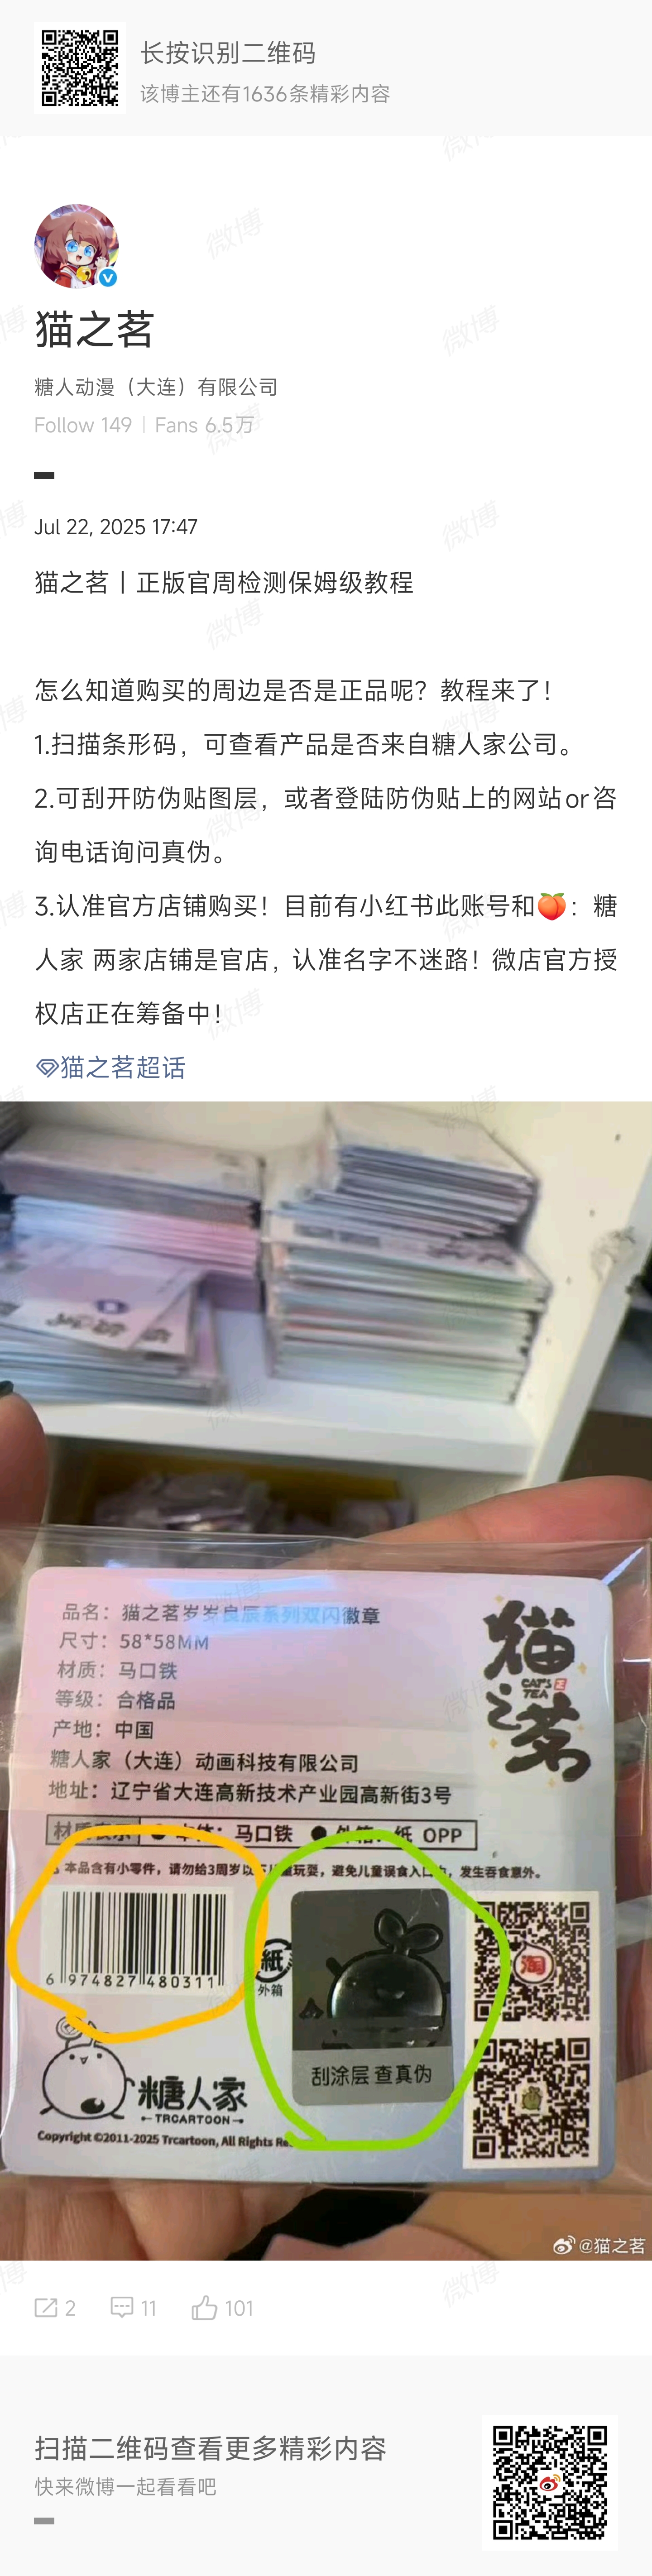 长按识别二维码
该博主还有1636条精彩内容
猫之茗
糖人动漫（大连）有限公司
Follow 149 | Fans 6.5万
Jul 22, 2025 17:47
猫之茗丨正版官周检测保姆级教程
怎么知道购买的周边是否是正品呢？教程来了！
1.扫描条形码，可查看产品是否来自糖人家公司。
2.可刮开防伪贴图层，或者登陆防伪贴上的网站or咨
询电话询问真伪。
3.认准官方店铺购买！目前有小红书此账号和🍑：糖
人家 两家店铺是官店，认准名字不迷路！微店官方授
权店正在筹备中！
猫之茗超话
品名：猫之茗岁岁良辰系列双闪徽章
尺寸：58*58MM
材质：马口铁
等级：合格品
产地：中国
糖人家（大连）动画科技有限公司
地址：辽宁省大连高新技术产业园高新街3号
猫之茗
CAT'S TEA
材质表示 ●本体：马口铁 ●外箱：纸 OPP
本品含有小零件，请勿给3周岁以下儿童玩耍，避免儿童误食入口中，发生吞食意外。
6 974827 480311
紙
外箱
淘
刮涂层 查真伪
糖人家
TRCARTOON
Copyright ©2011-2025 Trcartoon, All Rights Re
@猫之茗
2 11 101
扫描二维码查看更多精彩内容
快来微博一起看看吧
微博